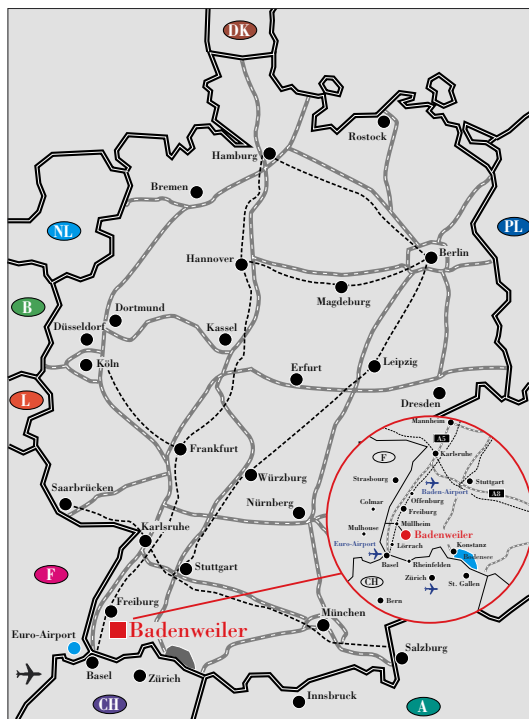 DK
Rostock
Hamburg
Bremen
NL
PL
Berlin
Hannover
Magdeburg
B
Dortmund
Düsseldorf
Kassel
Köln
Erfurt
Leipzig
L
Dresden
Mannheim
A5
Karlsruhe
F
Frankfurt
Strasbourg
Stuttgart
Baden-Airport
A8
Würzburg
Saarbrücken
Nürnberg
Colmar
Offenburg
Freiburg
Mulhouse
Müllheim
Badenweiler
Karlsruhe
Euro-Airport
Lörrach
Konstanz
Bodensee
Basel
Rheinfelden
Stuttgart
F
CH
Zürich
St. Gallen
Bern
Freiburg
München
Badenweiler
Euro-Airport
Salzburg
Basel
Zürich
Innsbruck
CH
A